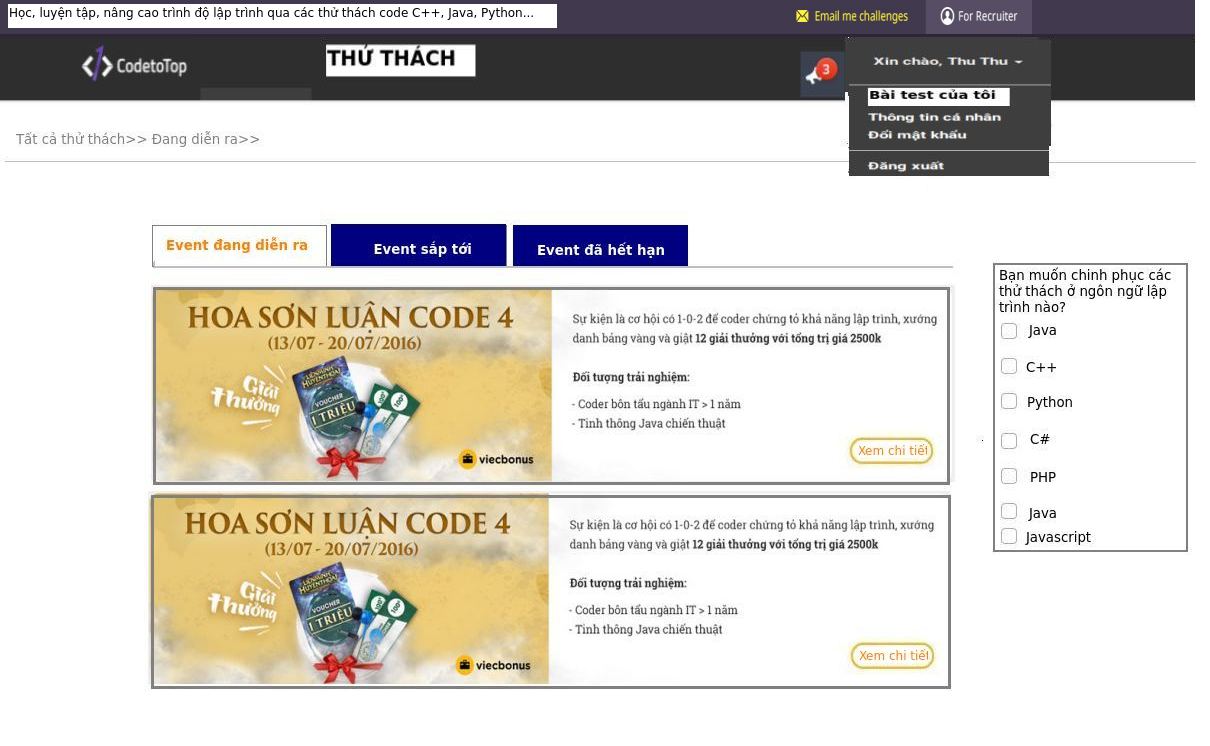 Học, luyện tập, nâng cao trình độ lập trình qua các thử thách code C++, Java, Python...
Email me challenges
For Recruiter
CodetoTop
THỬ THÁCH
3
Xin chào, Thu Thu
Bài test của tôi
Thông tin cá nhân
Đổi mật khẩu
Đăng xuất
Tất cả thử thách>> Đang diễn ra>>
Event đang diễn ra
Event sắp tới
Event đã hết hạn
HOA SƠN LUẬN CODE 4
(13/07 - 20/07/2016)
Giải
thưởng
VOUCHER
1 TRIỆU
viecbonus
Sự kiện là cơ hội có 1-0-2 để coder chứng tỏ khả năng lập trình, xướng
danh bảng vàng và giật 12 giải thưởng với tổng trị giá 2500k
Đối tượng trải nghiệm:
- Coder bôn tẩu ngành IT > 1 năm
- Tinh thông Java chiến thuật
Xem chi tiết
HOA SƠN LUẬN CODE 4
(13/07 - 20/07/2016)
Giải
thưởng
VOUCHER
1 TRIỆU
viecbonus
Sự kiện là cơ hội có 1-0-2 để coder chứng tỏ khả năng lập trình, xướng
danh bảng vàng và giật 12 giải thưởng với tổng trị giá 2500k
Đối tượng trải nghiệm:
- Coder bôn tẩu ngành IT > 1 năm
- Tinh thông Java chiến thuật
Xem chi tiết
Bạn muốn chinh phục các
thử thách ở ngôn ngữ lập
trình nào?
Java
C++
Python
C#
PHP
Java
Javascript